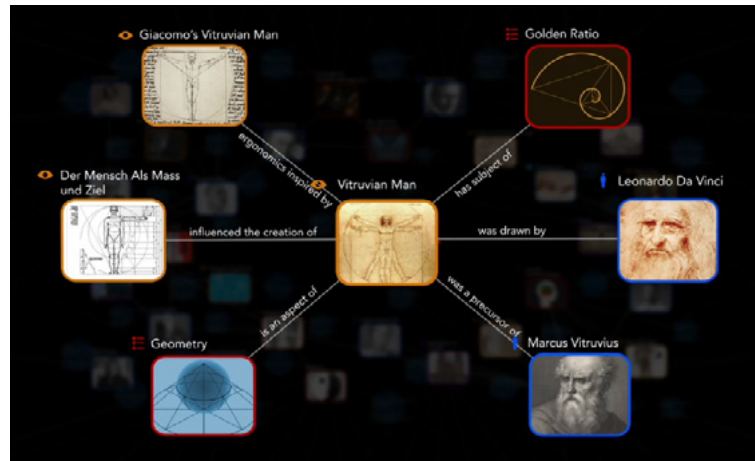 Giacomo's Vitruvian Man
Golden Ratio
ergonomics inspired by
has subject of
Der Mensch Als Mass
und Ziel
Vitruvian Man
Leonardo Da Vinci
influenced the creation of
was drawn by
is an aspect of
was a precursor of
Geometry
Marcus Vitruvius